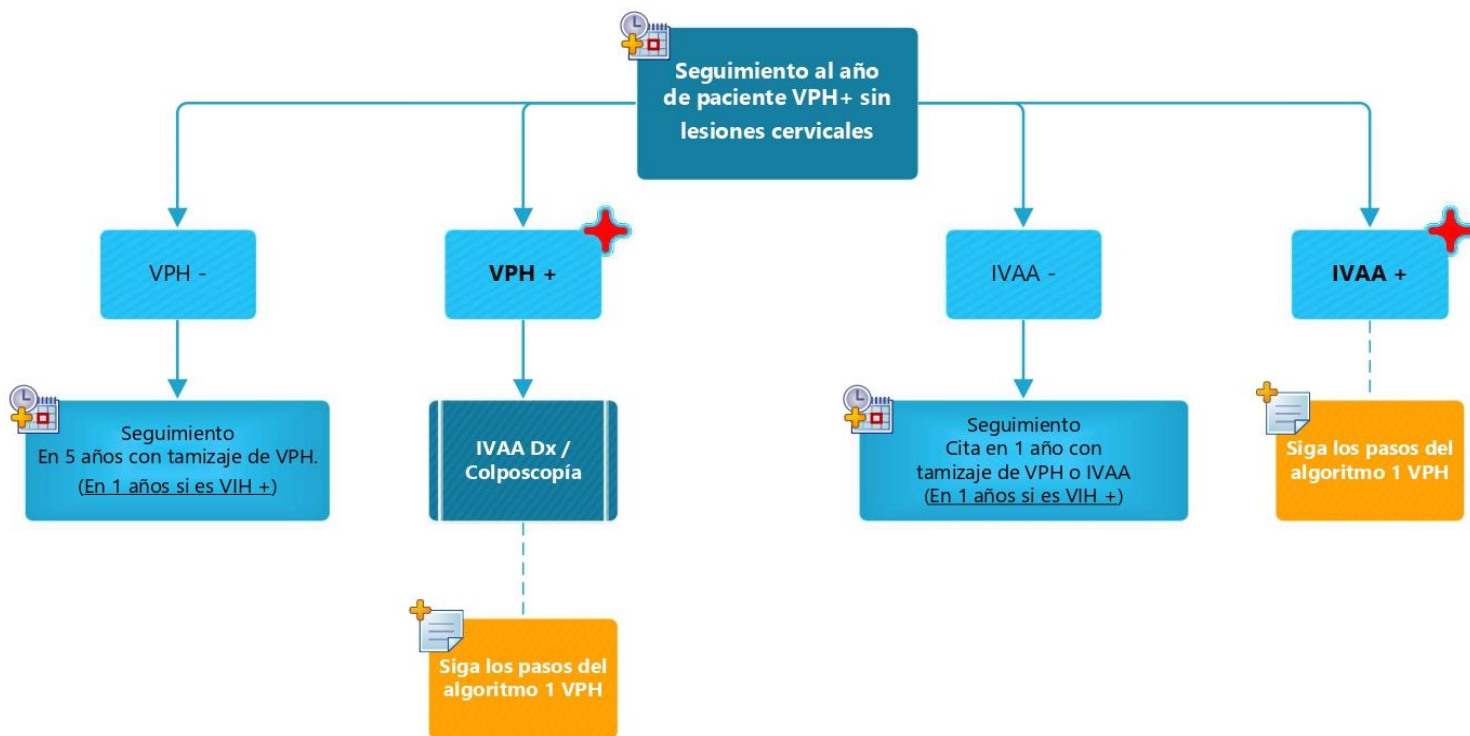 Seguimiento al año
de paciente VPH+ sin
lesiones cervicales
VPH -
VPH +
IVAA -
IVAA +
Seguimiento
En 5 años con tamizaje de VPH.
(En 1 años si es VIH +)
IVAA Dx /
Colposcopía
Seguimiento
Cita en 1 año con
tamizaje de VPH o IVAA
(En 1 años si es VIH +)
Siga los pasos del
algoritmo 1 VPH
Siga los pasos del
algoritmo 1 VPH